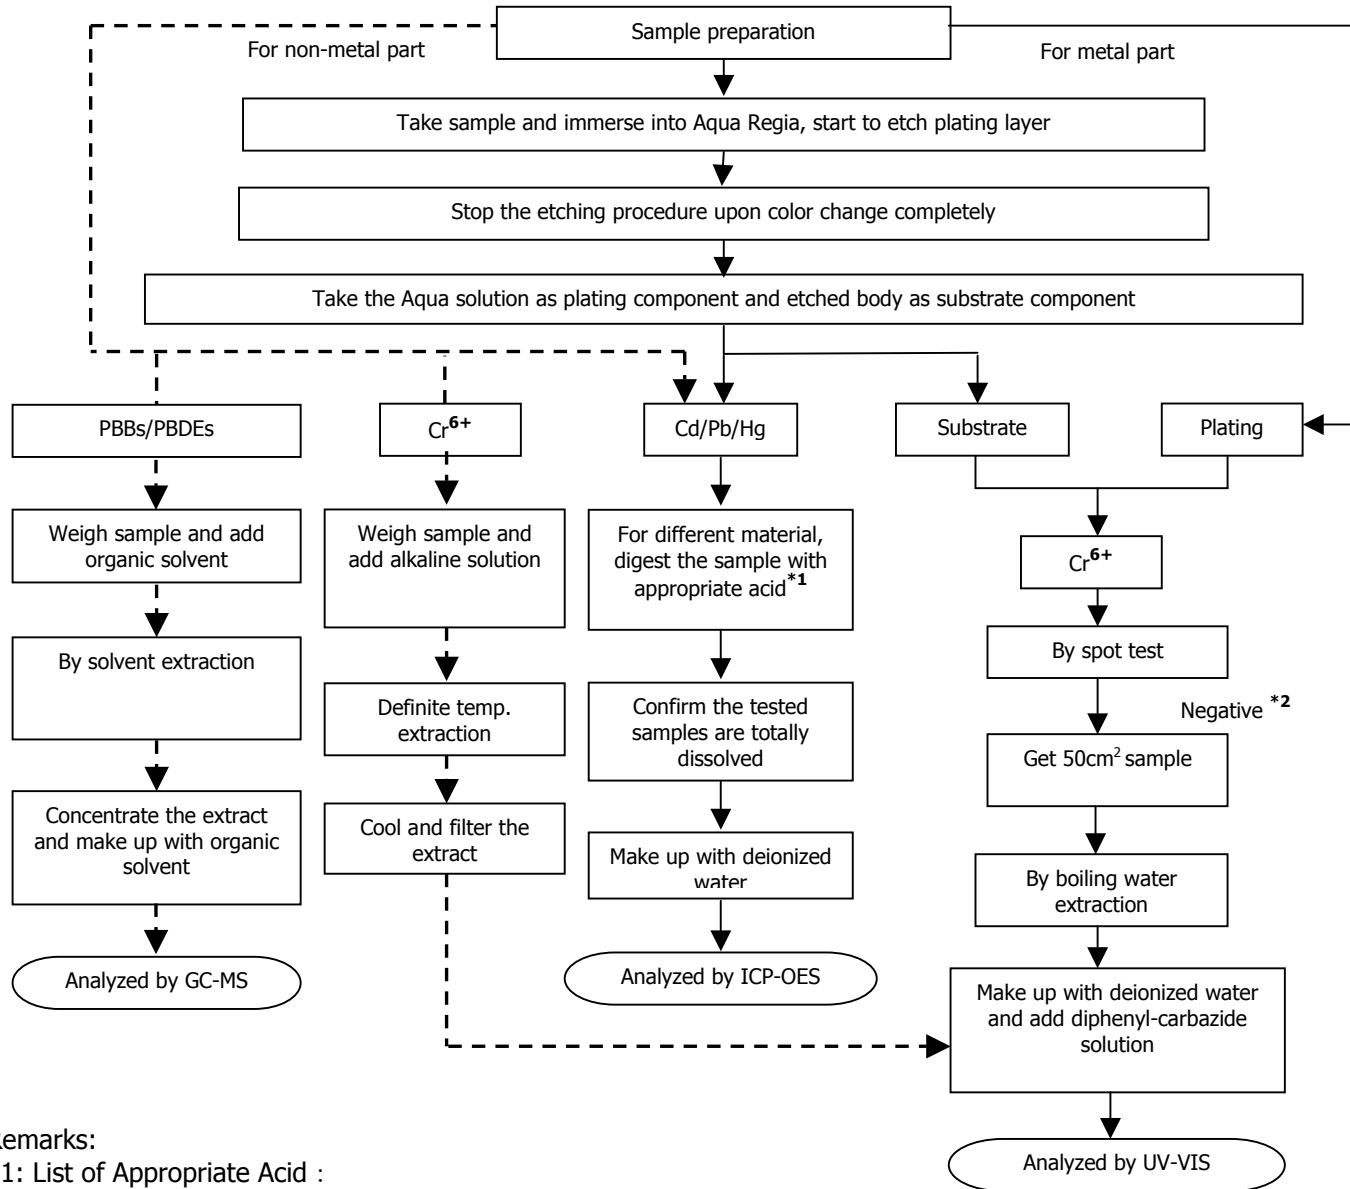 Sample preparation
For non-metal part
For metal part
Take sample and immerse into Aqua Regia, start to etch plating layer
Stop the etching procedure upon color change completely
Take the Aqua solution as plating component and etched body as substrate component
PBBs/PBDEs
Cr6+
Cd/Pb/Hg
Substrate
Plating
Weigh sample and add
organic solvent
By solvent extraction
Concentrate the extract
and make up with organic
solvent
Analyzed by GC-MS
Weigh sample and
add alkaline solution
Definite temp.
extraction
Cool and filter the
extract
For different material,
digest the sample with
appropriate acid*1
Confirm the tested
samples are totally
dissolved
Make up with deionized
water
Analyzed by ICP-OES
Cr6+
By spot test
Negative *2
Get 50cm2 sample
By boiling water
extraction
Make up with deionized water
and add diphenyl-carbazide
solution
Analyzed by UV-VIS
emarks:
1: List of Appropriate Acid :